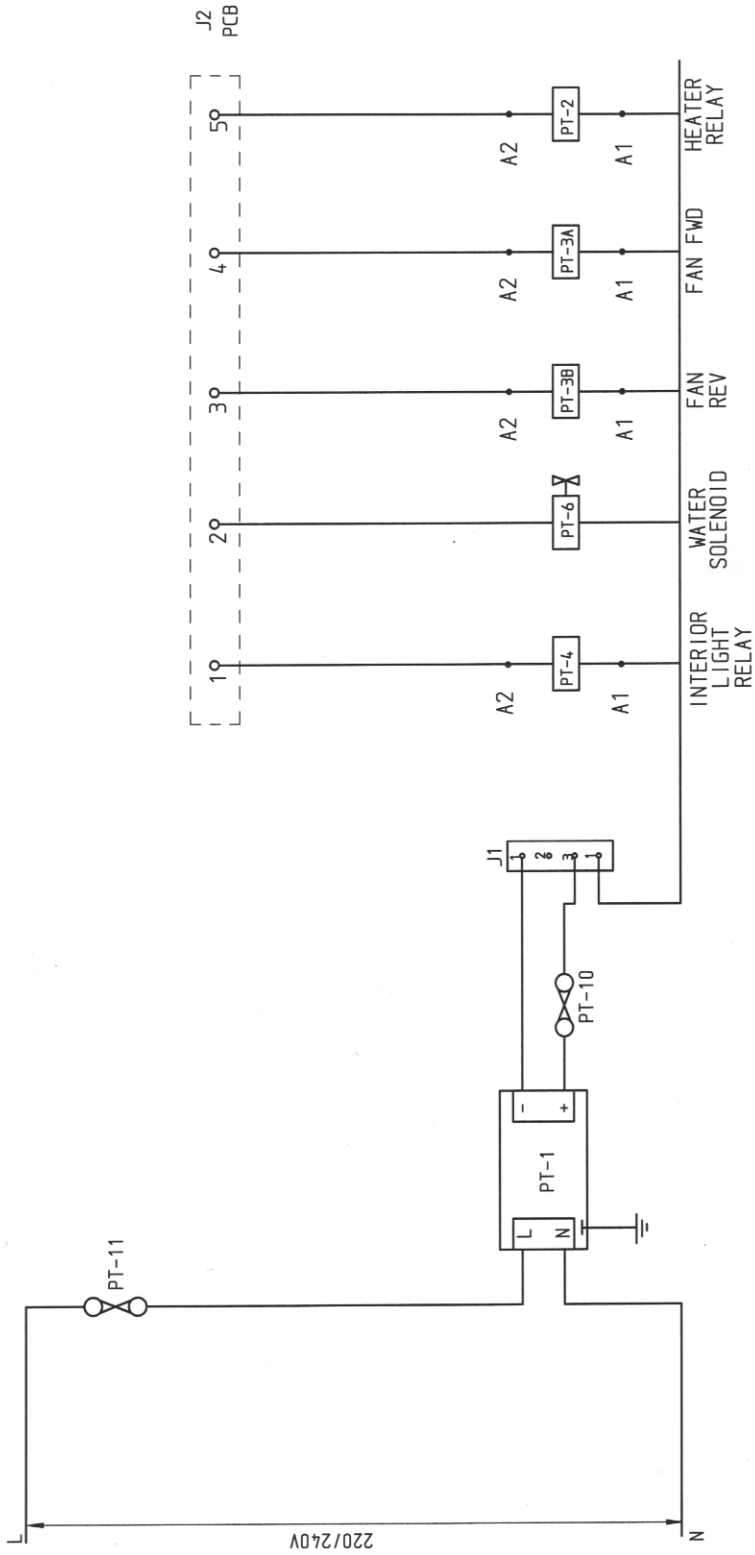 J2
PCB
5
4
3
2
1
A2
PT-2
A1
HEATER
RELAY
A2
PT-3A
A1
FAN FWD
A2
PT-3B
A1
FAN
REV
PT-6
WATER
SOLENOID
A2
PT-4
A1
INTERIOR
LIGHT
RELAY
J1
1
2
3
1
PT-10
-
+
PT-1
L
N
PT-11
L
220/240V
N